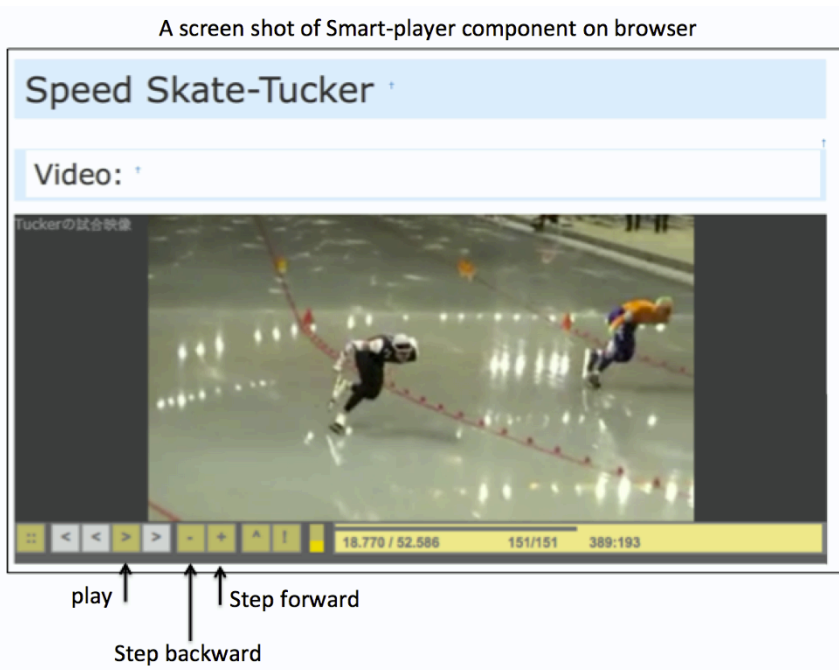 A screen shot of Smart-player component on browser
Speed Skate-Tucker †
†
Video: †
Tuckerの試合映像
:: < < > > - + ^ ! 18.770 / 52.586 151/151 389:193
play
Step forward
Step backward